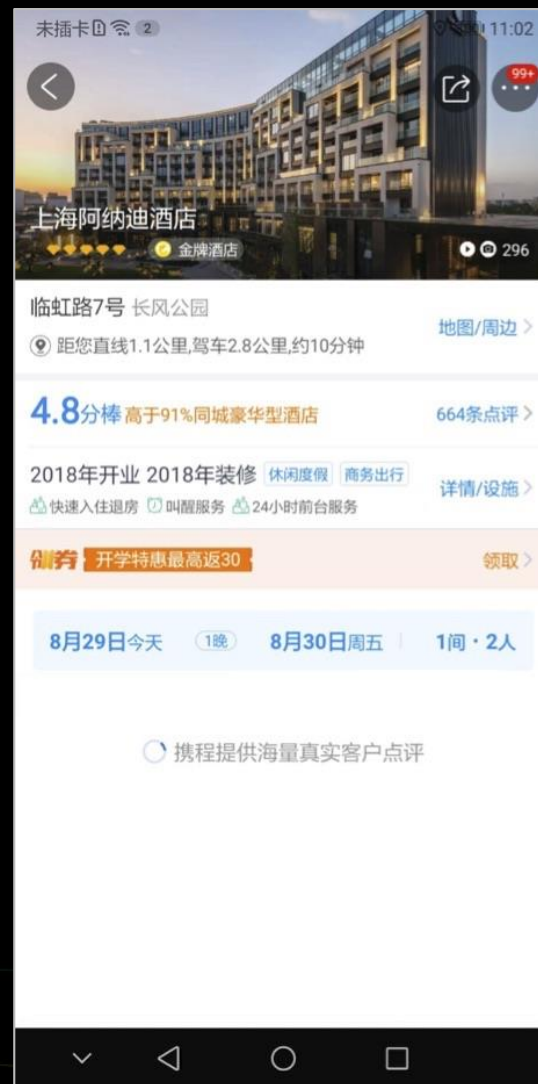 未插卡 2 11:02
99+
上海阿纳迪酒店
金牌酒店 296
临虹路7号 长风公园
地图/周边
距您直线1.1公里,驾车2.8公里,约10分钟
4.8分棒 高于91%同城豪华型酒店 664条点评
2018年开业 2018年装修 休闲度假 商务出行
详情/设施
快速入住退房 叫醒服务 24小时前台服务
领券 开学特惠最高返30 领取
8月29日今天 1晚 8月30日周五 1间·2人
携程提供海量真实客户点评